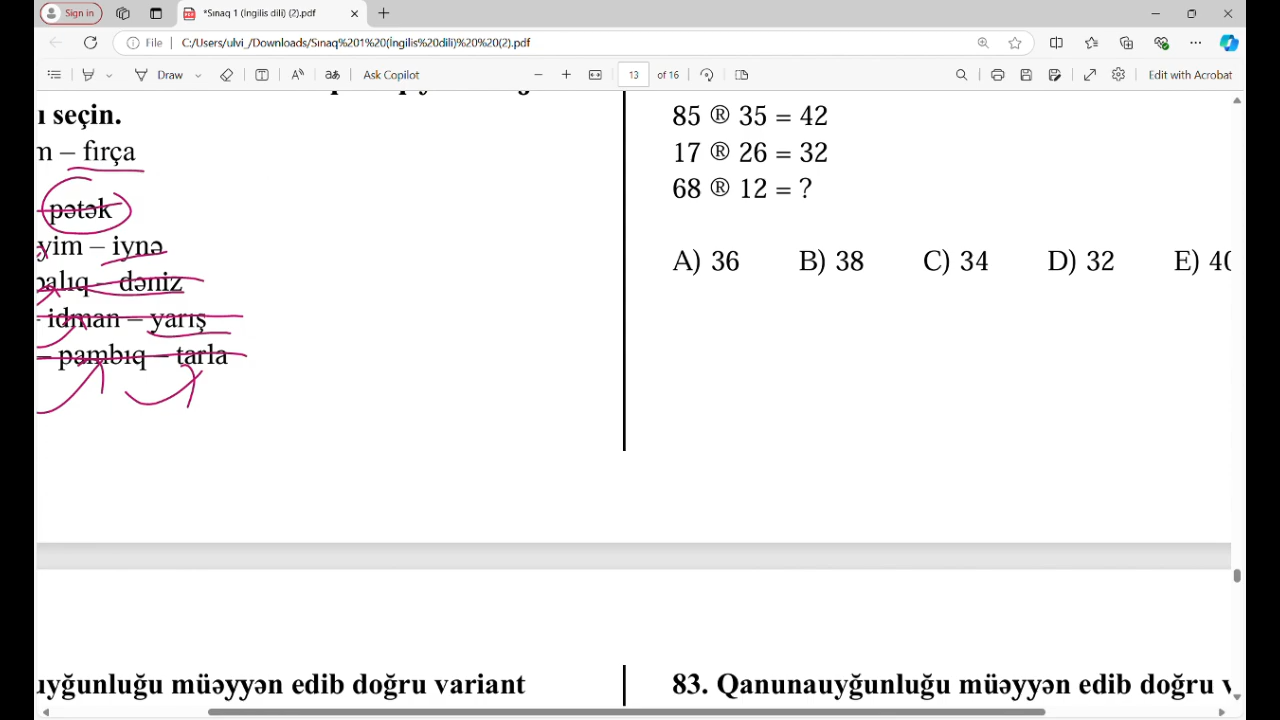 Sign in
*Sınaq 1 (İngilis dili) (2).pdf
File
C:/Users/ulvi_/Downloads/Sınaq%201%20(İngilis%20dili)%20%20(2).pdf
Draw
Ask Copilot
13 of 16
Edit with Acrobat
ı seçin.
m – fırça
pətək
yim – iynə
balıq – dəniz
- idman – yarış
– pambıq – tarla
85 ® 35 = 42
17 ® 26 = 32
68 ® 12 = ?
A) 36 B) 38 C) 34 D) 32 E) 40
uyğunluğu müəyyən edib doğru variant
83. Qanunauyğunluğu müəyyən edib doğru v